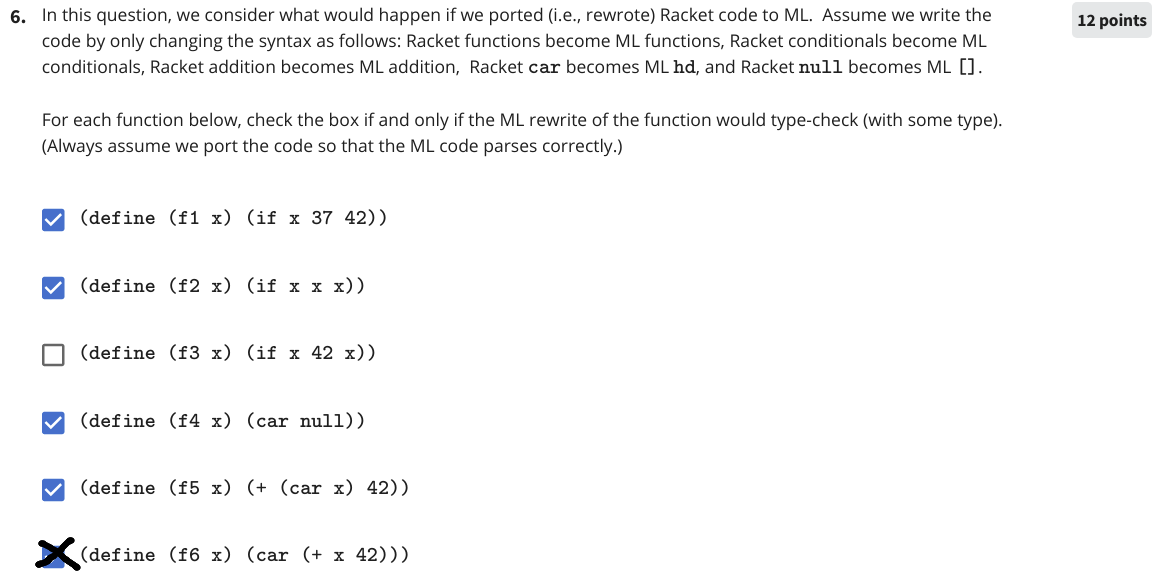 6. In this question, we consider what would happen if we ported (i.e., rewrote) Racket code to ML. Assume we write the
12 points
code by only changing the syntax as follows: Racket functions become ML functions, Racket conditionals become ML
conditionals, Racket addition becomes ML addition, Racket car becomes ML hd, and Racket null becomes ML [].
For each function below, check the box if and only if the ML rewrite of the function would type-check (with some type).
(Always assume we port the code so that the ML code parses correctly.)
(define (f1 x) (if x 37 42))
(define (f2 x) (if x x x))
(define (f3 x) (if x 42 x))
(define (f4 x) (car null))
(define (f5 x) (+ (car x) 42))
(define (f6 x) (car (+ x 42)))